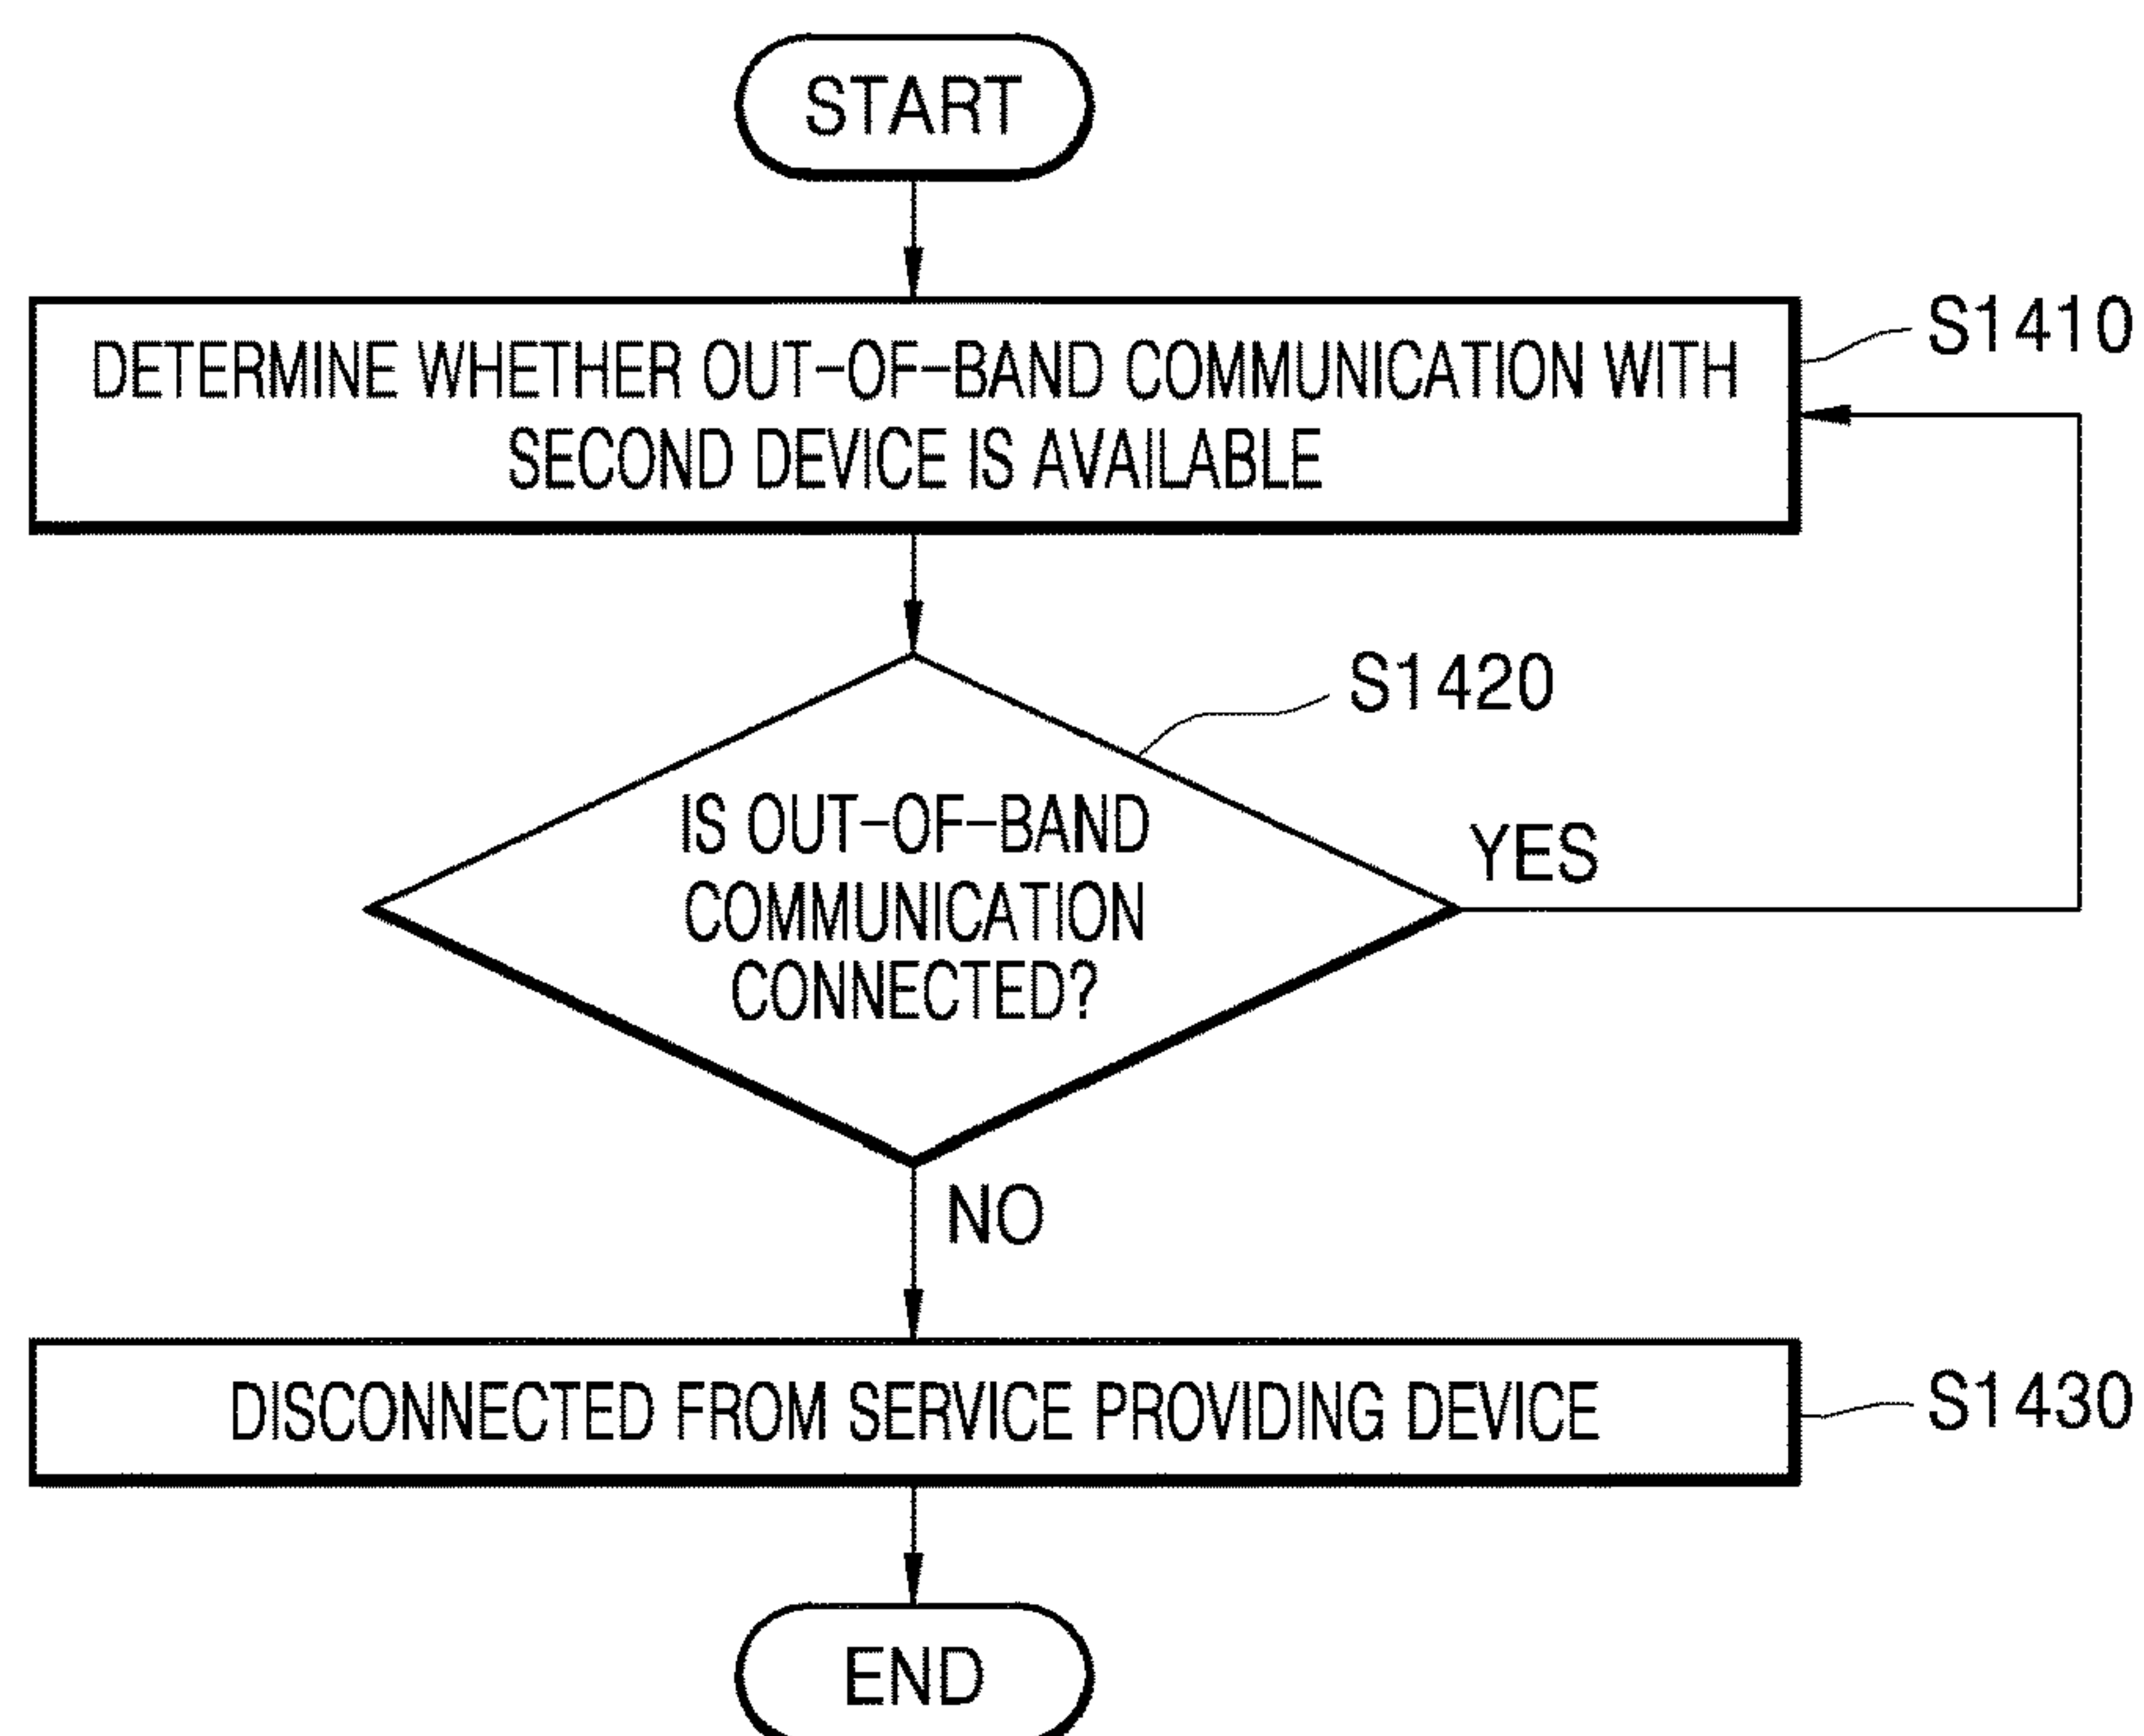 START
DETERMINE WHETHER OUT-OF-BAND COMMUNICATION WITH
SECOND DEVICE IS AVAILABLE
S1410
S1420
IS OUT-OF-BAND
COMMUNICATION
CONNECTED?
YES
NO
DISCONNECTED FROM SERVICE PROVIDING DEVICE
S1430
END